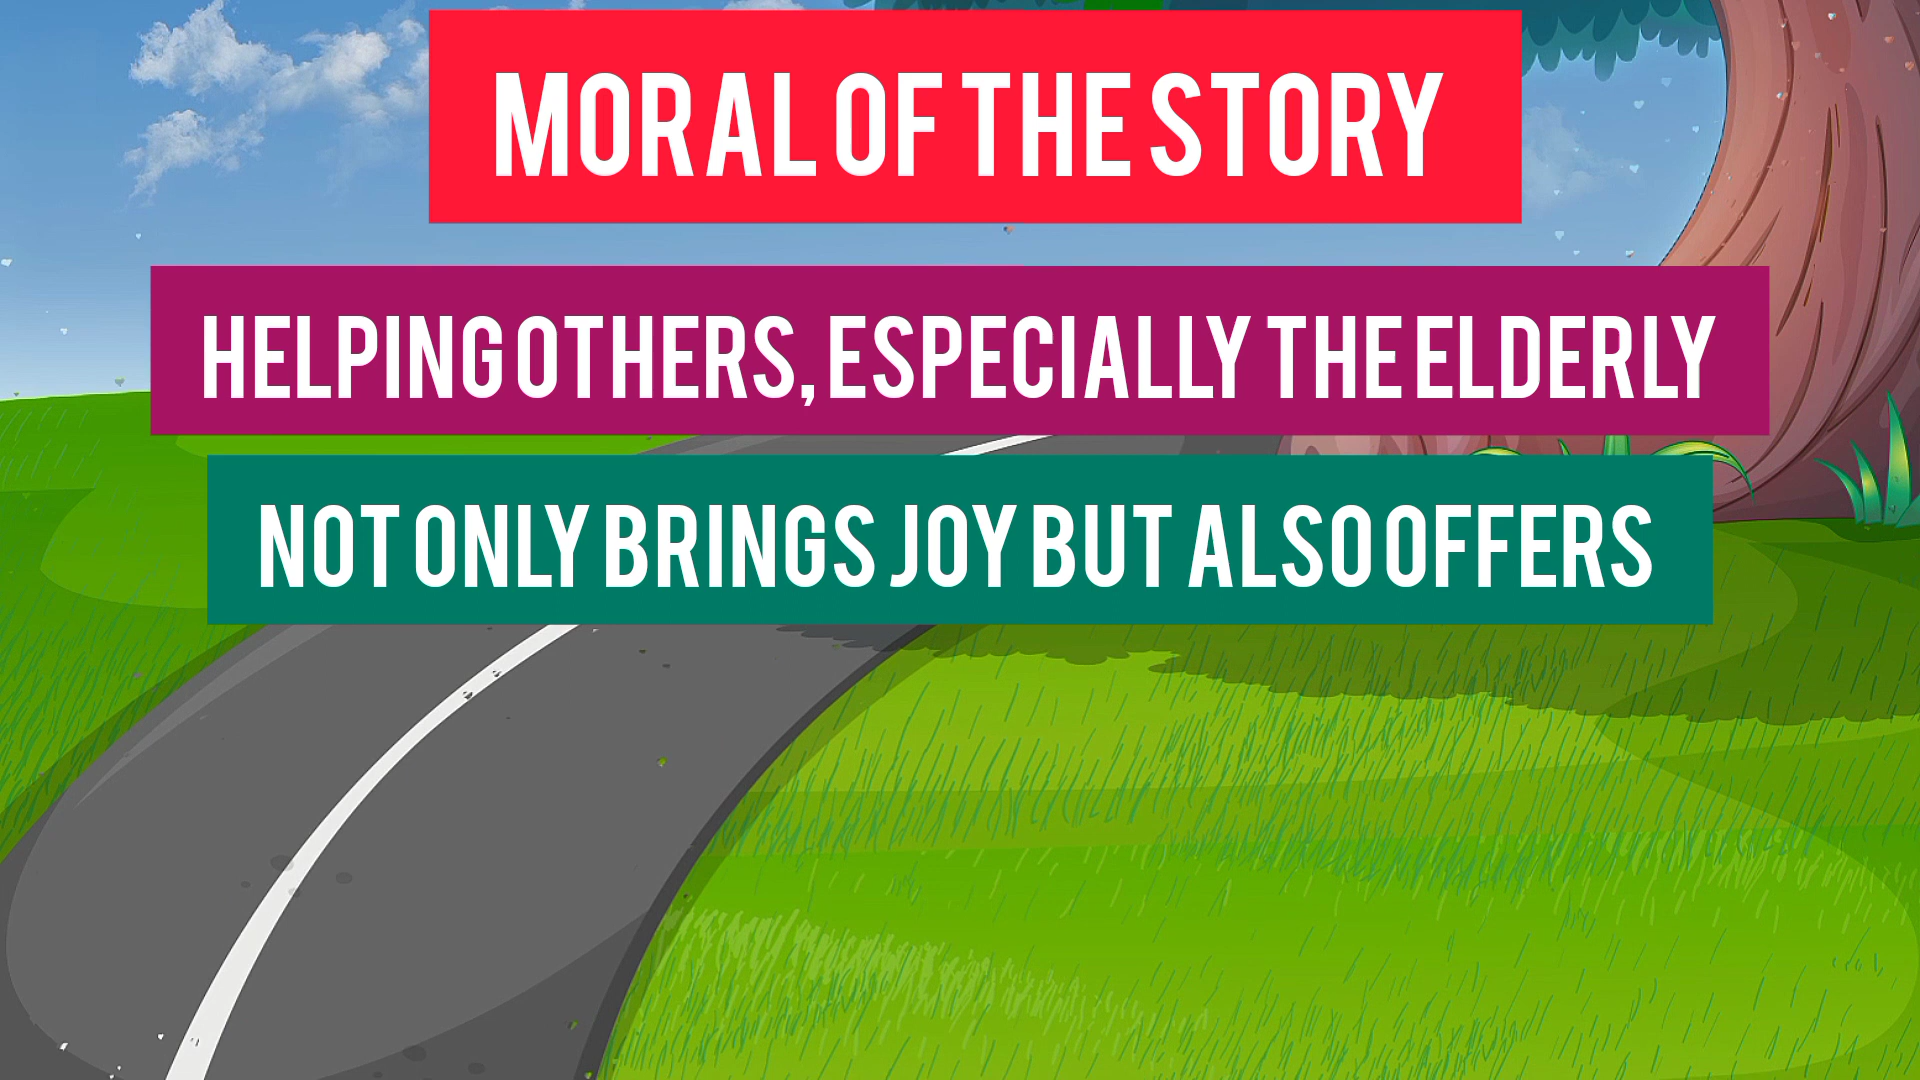 MORAL OF THE STORY
HELPING OTHERS, ESPECIALLY THE ELDERLY
NOT ONLY BRINGS JOY BUT ALSO OFFERS